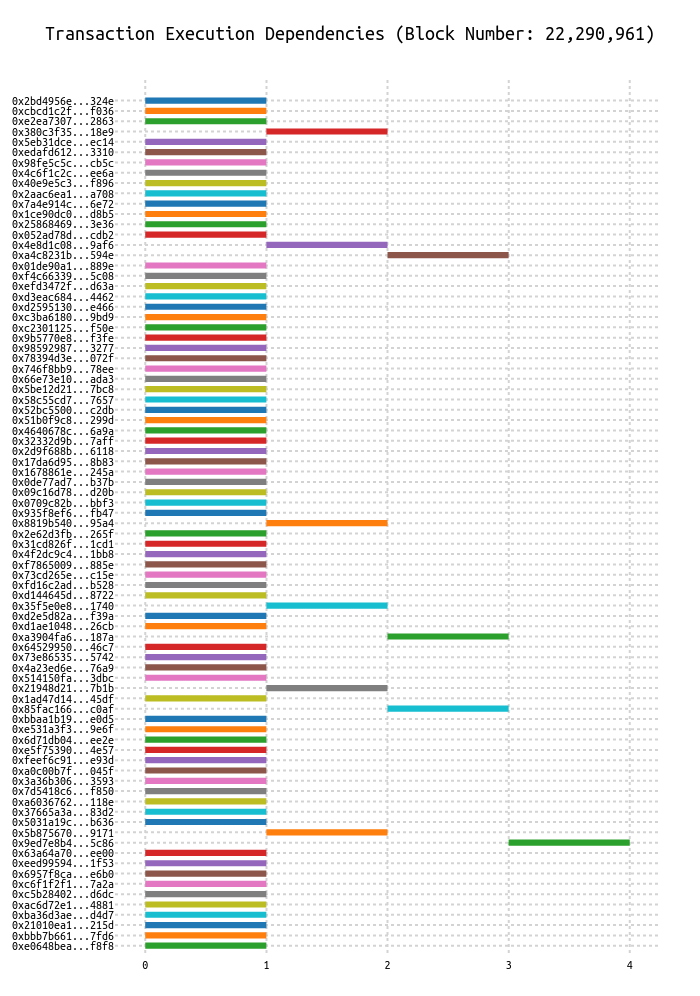 Transaction Execution Dependencies (Block Number: 22,290,961)
0x2bd4956e...324e
0xcbcd1c2f...f036
0xe2ea7307...2863
0x380c3f35...18e9
0x5eb31dce...ec14
0xedafd612...3310
0x98fe5c5c...cb5c
0x4c6f1c2c...ee6a
0x40e9e5c3...f896
0x2aac6ea1...a708
0x7a4e914c...6e72
0x1ce90dc0...d8b5
0x25868469...3e36
0x052ad78d...cdb2
0x4e8d1c08...9af6
0xa4c8231b...594e
0x01de90a1...889e
0xf4c66339...5c08
0xefd3472f...d63a
0xd3eac684...4462
0xd2595130...e466
0xc3ba6180...9bd9
0xc2301125...f50e
0x9b5770e8...f3fe
0x98592987...3277
0x78394d3e...072f
0x746f8bb9...78ee
0x66e73e10...ada3
0x5be12d21...7bc8
0x58c55cd7...7657
0x52bc5500...c2db
0x51b0f9c8...299d
0x4640678c...6a9a
0x32332d9b...7aff
0x2d9f688b...6118
0x17da6d95...8b83
0x1678861e...245a
0x0de77ad7...b37b
0x09c16d78...d20b
0x0709c82b...bbf3
0x935f8ef6...fb47
0x8819b540...95a4
0x2e62d3fb...265f
0x31cd826f...1cd1
0x4f2dc9c4...1bb8
0xf7865009...885e
0x73cd265e...c15e
0xfd16c2ad...b528
0xd144645d...8722
0x35f5e0e8...1740
0xd2e5d82a...f39a
0xd1ae1048...26cb
0xa3904fa6...187a
0x64529950...46c7
0x73e86535...5742
0x4a23ed6e...76a9
0x514150fa...3dbc
0x21948d21...7b1b
0x1ad47d14...45df
0x85fac166...c0af
0xbbaa1b19...e0d5
0xe531a3f3...9e6f
0x6d71db04...ee2e
0xe5f75390...4e57
0xfeef6c91...e93d
0xa0c00b7f...045f
0x3a36b306...3593
0x7d5418c6...f850
0xa6036762...118e
0x37665a3a...83d2
0x5031a19c...b636
0x5b875670...9171
0x9ed7e8b4...5c86
0x63a64a70...ee00
0xeed99594...1f53
0x6957f8ca...e6b0
0xc6f1f2f1...7a2a
0xc5b28402...d6dc
0xac6d72e1...4881
0xba36d3ae...d4d7
0x21010ea1...215d
0xbbb7b661...7fd6
0xe0648bea...f8f8
0 1 2 3 4